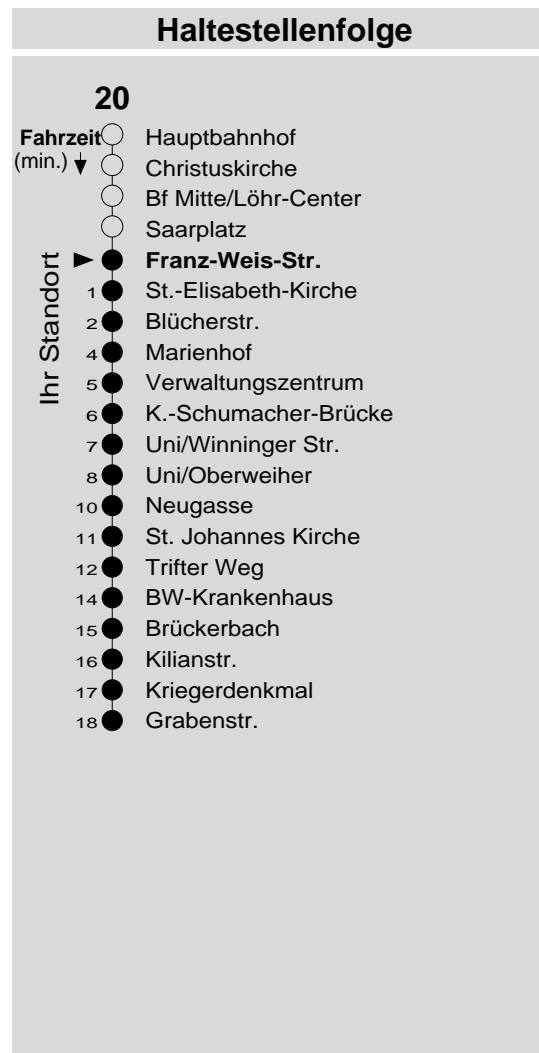 Haltestellenfolge
20
Fahrzeit Hauptbahnhof
(min.) Christuskirche
Bf Mitte/Löhr-Center
Saarplatz
Ihr Standort
Franz-Weis-Str.
1 St.-Elisabeth-Kirche
2 Blücherstr.
4 Marienhof
5 Verwaltungszentrum
6 K.-Schumacher-Brücke
7 Uni/Winninger Str.
8 Uni/Oberweiher
10 Neugasse
11 St. Johannes Kirche
12 Trifter Weg
14 BW-Krankenhaus
15 Brückerbach
16 Kilianstr.
17 Kriegerdenkmal
18 Grabenstr.